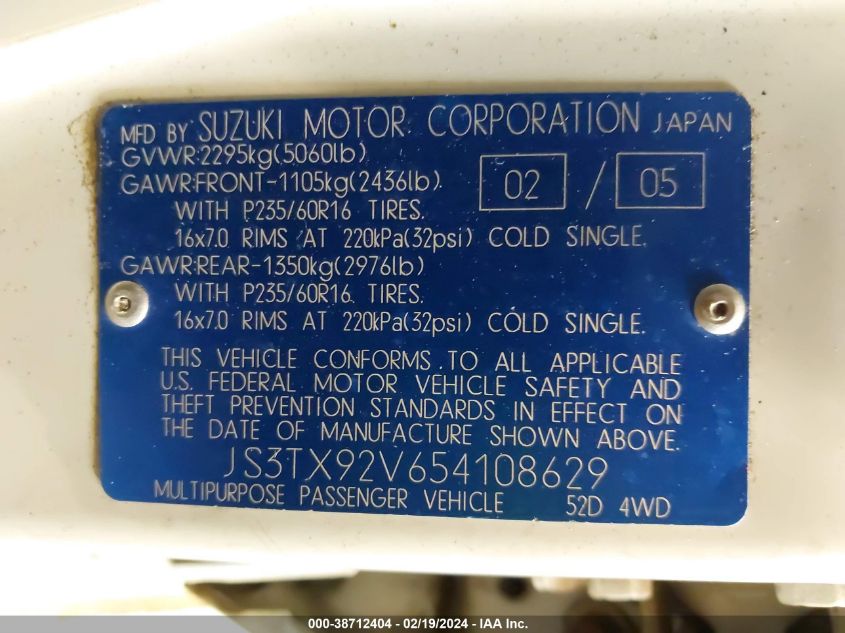 MFD BY SUZUKI MOTOR CORPORATION JAPAN
GVWR:2295kg(5060lb)
GAWR:FRONT-1105kg(2436lb) 02 / 05
WITH P235/60R16 TIRES.
16x7.0 RIMS AT 220kPa(32psi) COLD SINGLE.
GAWR:REAR-1350kg(2976lb)
WITH P235/60R16 TIRES.
16x7.0 RIMS AT 220kPa(32psi) COLD SINGLE.
THIS VEHICLE CONFORMS TO ALL APPLICABLE
U.S. FEDERAL MOTOR VEHICLE SAFETY AND
THEFT PREVENTION STANDARDS IN EFFECT ON
THE DATE OF MANUFACTURE SHOWN ABOVE.
JS3TX92V654108629
MULTIPURPOSE PASSENGER VEHICLE 52D 4WD
000-38712404 - 02/19/2024 - IAA Inc.